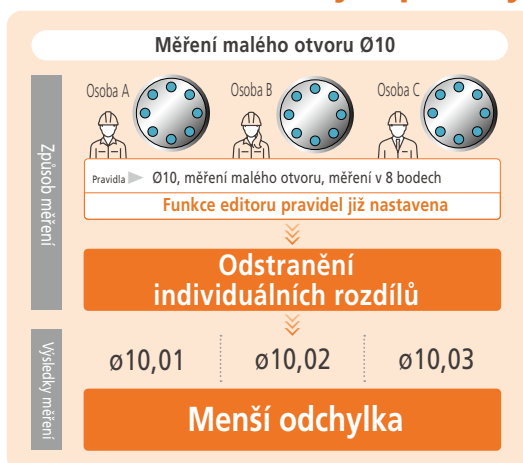 Měření malého otvoru Ø10
Způsob měření
Osoba A
Osoba B
Osoba C
Pravidla
Ø10, měření malého otvoru, měření v 8 bodech
Funkce editoru pravidel již nastavena
Odstranění
individuálních rozdílů
Výsledky měření
ø10,01
ø10,02
ø10,03
Menší odchylka